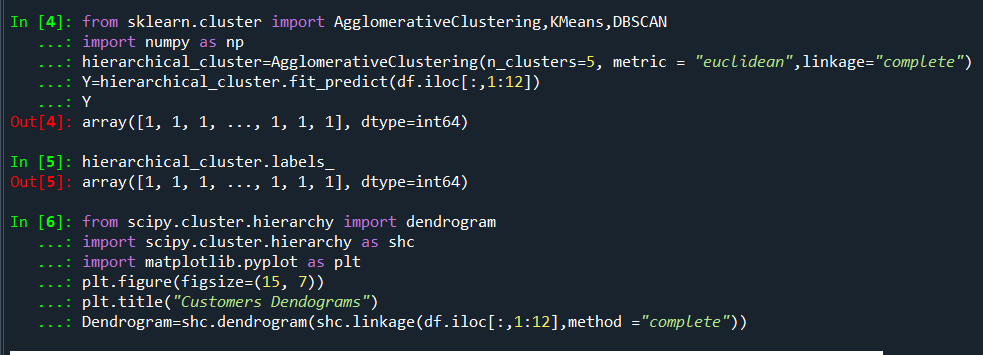 In [4]: from sklearn.cluster import AgglomerativeClustering,KMeans,DBSCAN
...: import numpy as np
...: hierarchical_cluster=AgglomerativeClustering(n_clusters=5, metric = "euclidean",linkage="complete")
...: Y=hierarchical_cluster.fit_predict(df.iloc[:,1:12])
...: Y
Out[4]: array([1, 1, 1, ..., 1, 1, 1], dtype=int64)
In [5]: hierarchical_cluster.labels_
Out[5]: array([1, 1, 1, ..., 1, 1, 1], dtype=int64)
In [6]: from scipy.cluster.hierarchy import dendrogram
...: import scipy.cluster.hierarchy as shc
...: import matplotlib.pyplot as plt
...: plt.figure(figsize=(15, 7))
...: plt.title("Customers Dendograms")
...: Dendrogram=shc.dendrogram(shc.linkage(df.iloc[:,1:12],method ="complete"))